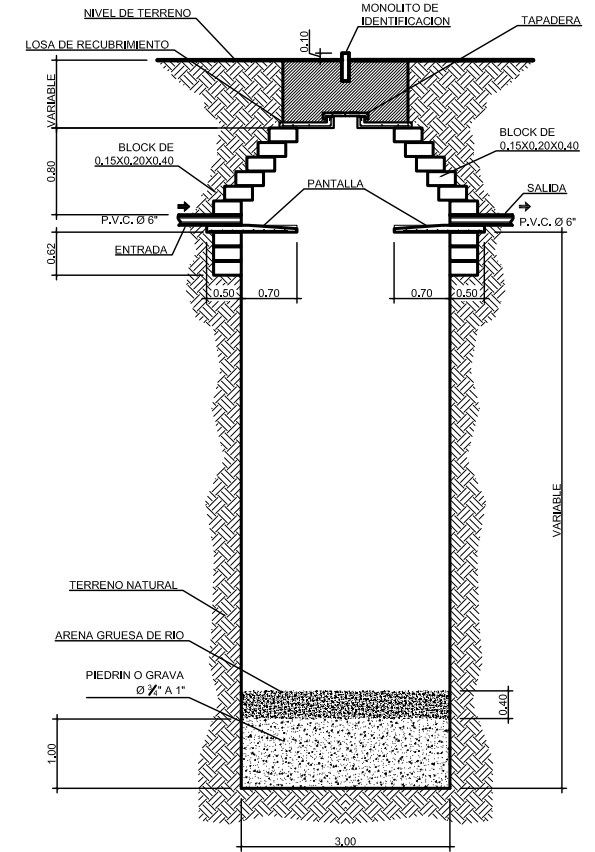 NIVEL DE TERRENO
MONOLITO DE
IDENTIFICACION
TAPADERA
LOSA DE RECUBRIMIENTO
0.10
VARIABLE
BLOCK DE
0.15X0.20X0.40
BLOCK DE
0.15X0.20X0.40
0.80
PANTALLA
SALIDA
P.V.C. Ø 6"
P.V.C. Ø 6"
ENTRADA
0.62
0.50
0.70
0.70
0.50
VARIABLE
TERRENO NATURAL
ARENA GRUESA DE RIO
PIEDRIN O GRAVA
Ø ¾" A 1"
0.40
1.00
3.00